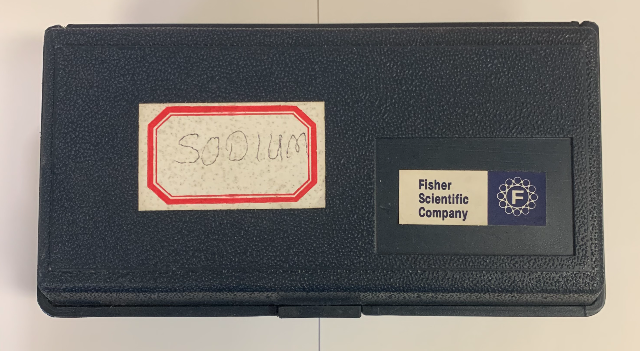 SODIUM
Fisher
Scientific
Company
F